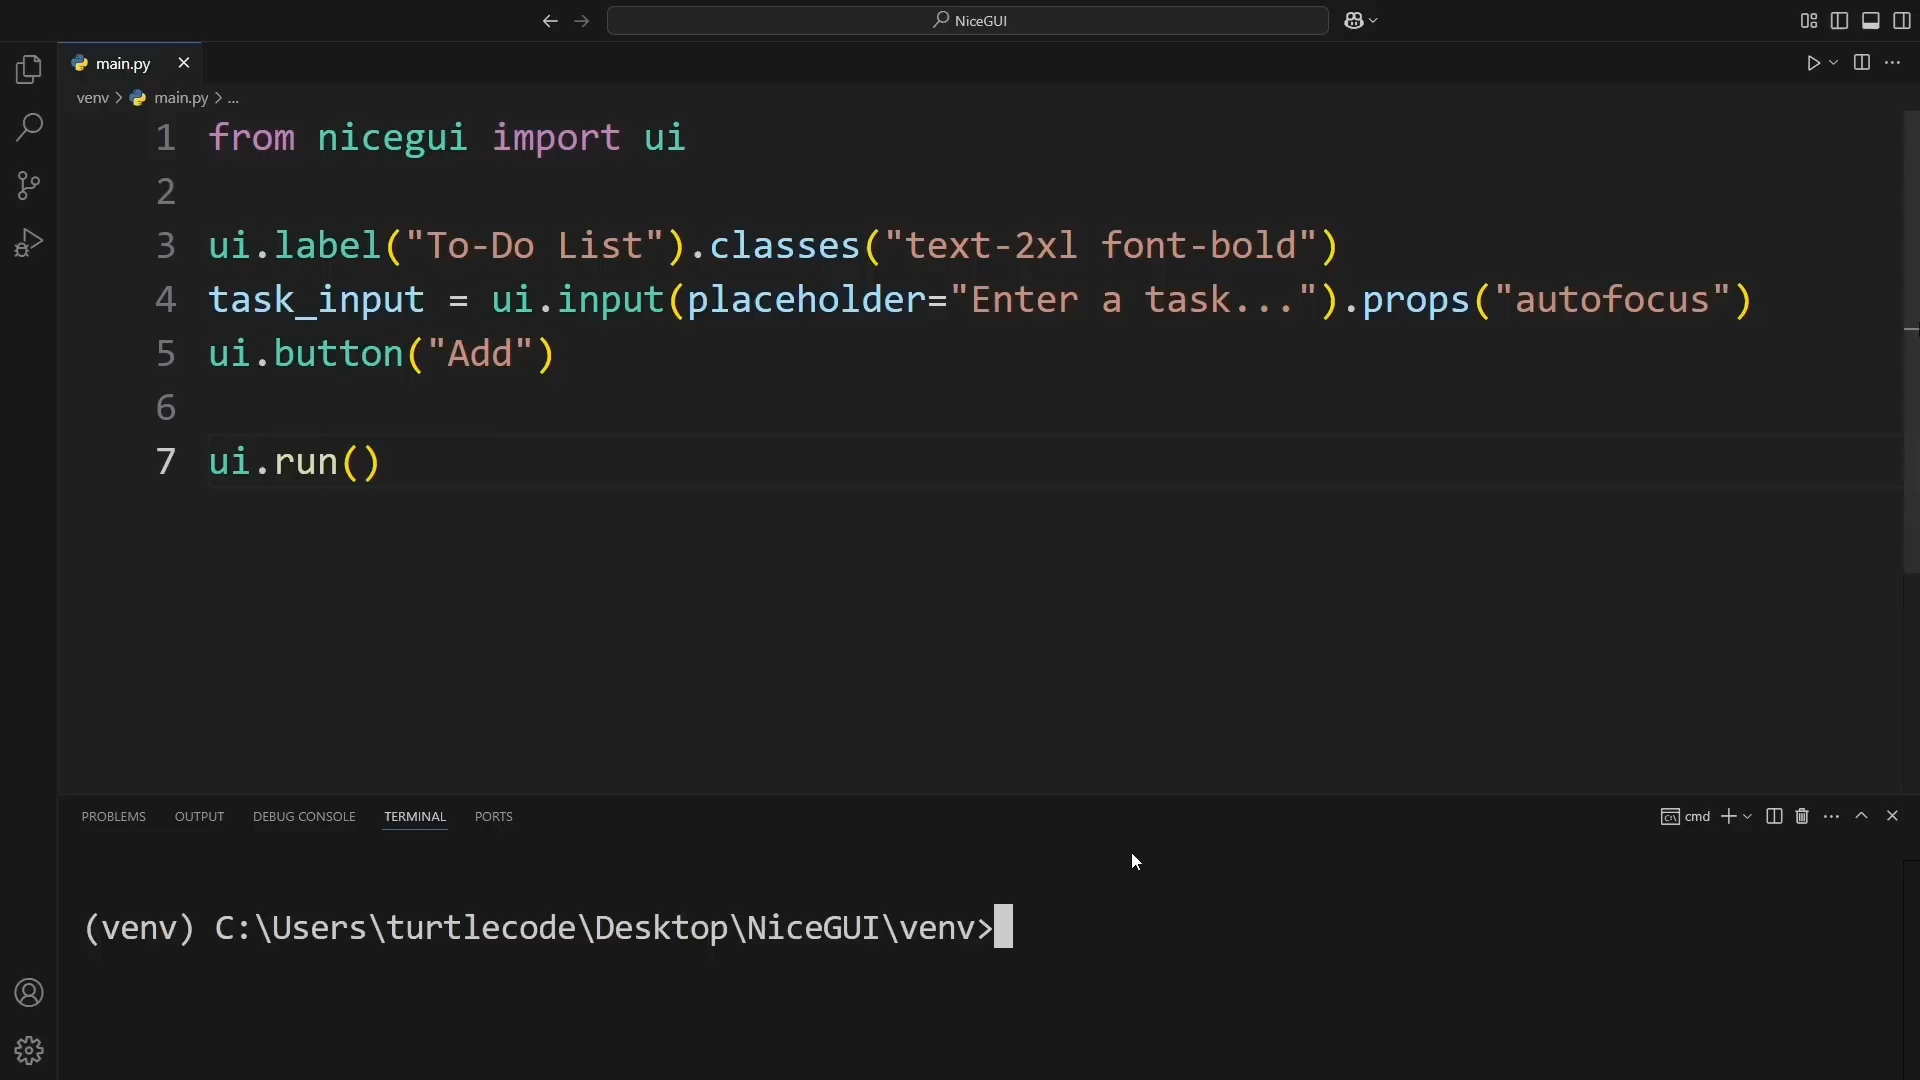 NiceGUI
main.py
venv > main.py > ...
1 from nicegui import ui
2
3 ui.label("To-Do List").classes("text-2xl font-bold")
4 task_input = ui.input(placeholder="Enter a task...").props("autofocus")
5 ui.button("Add")
6
7 ui.run()
PROBLEMS OUTPUT DEBUG CONSOLE TERMINAL PORTS cmd
(venv) C:\Users\turtlecode\Desktop\NiceGUI\venv>